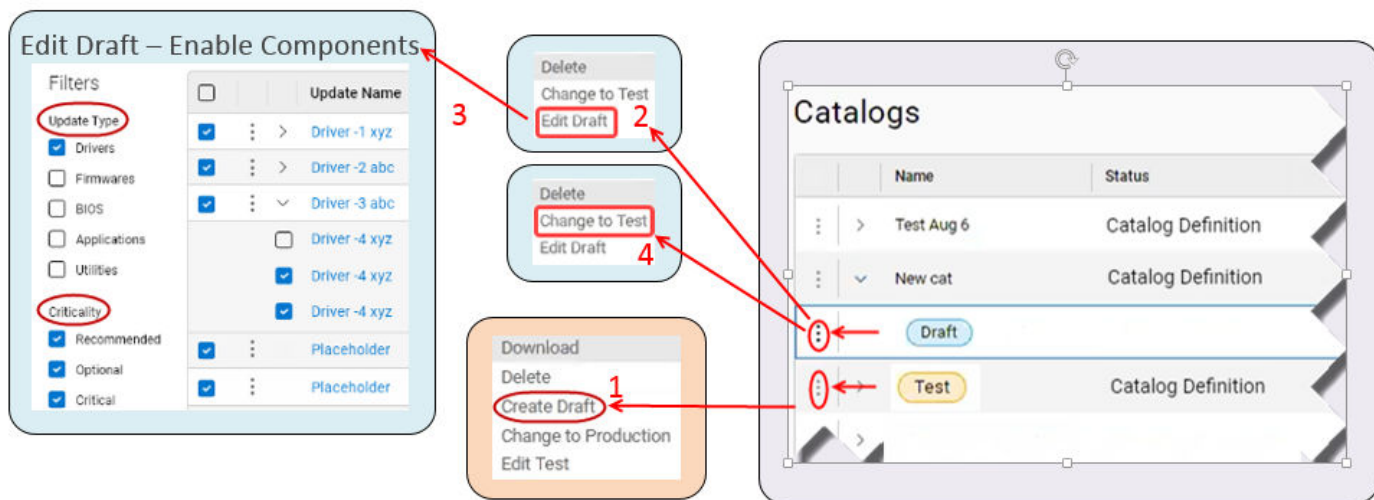 Edit Draft – Enable Components
Filters
Update Type
Drivers
Firmwares
BIOS
Applications
Utilities
Criticality
Recommended
Optional
Critical
Update Name
Driver -1 xyz
Driver -2 abc
Driver -3 abc
Driver -4 xyz
Driver -4 xyz
Driver -4 xyz
Placeholder
Placeholder
3
Delete
Change to Test
Edit Draft
2
Delete
Change to Test
Edit Draft
4
Download
Delete
Create Draft
1
Change to Production
Edit Test
Catalogs
Name Status
Test Aug 6 Catalog Definition
New cat Catalog Definition
Draft
Test Catalog Definition